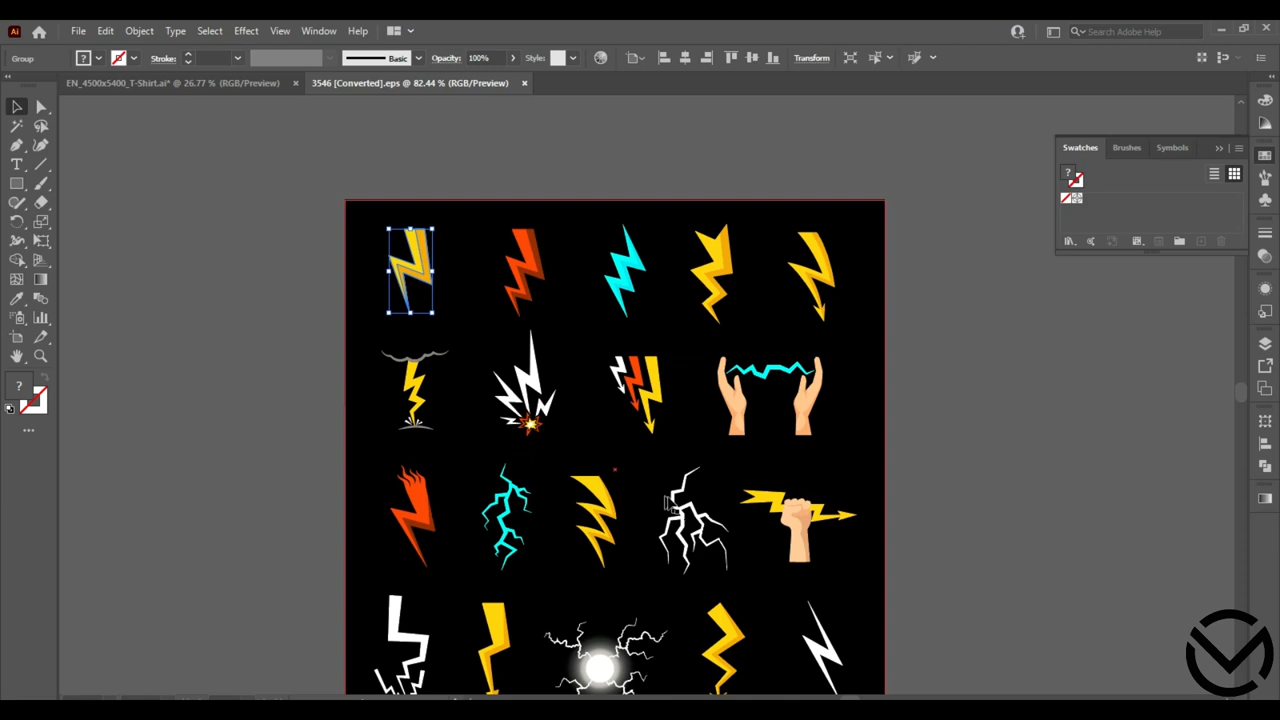 Ai File Edit Object Type Select Effect View Window Help Search Adobe Help
Group ? Stroke: Basic Opacity: 100% Style: Transform
EN_4500x5400_T-Shirt.ai* @ 26.77 % (RGB/Preview) × 3546 [Converted].eps @ 82.44 % (RGB/Preview) ×
Swatches Brushes Symbols
?
T
?